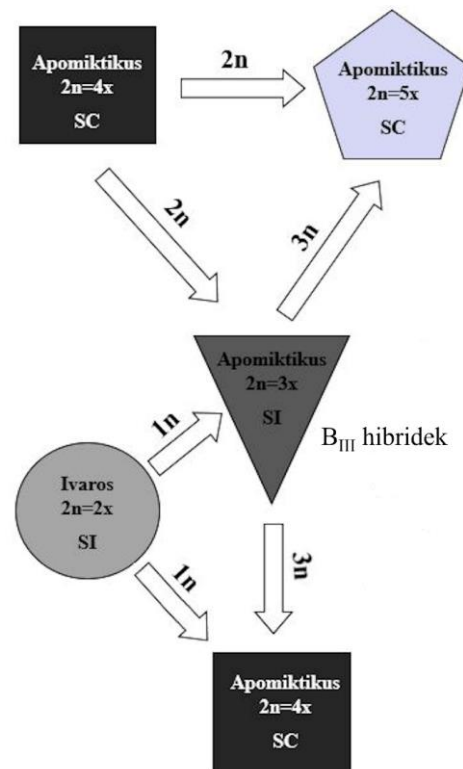 Apomiktikus
2n=4x
SC
2n
Apomiktikus
2n=5x
SC
2n
3n
Apomiktikus
2n=3x
SI
B_III hibridek
1n
Ivaros
2n=2x
SI
1n
3n
Apomiktikus
2n=4x
SC